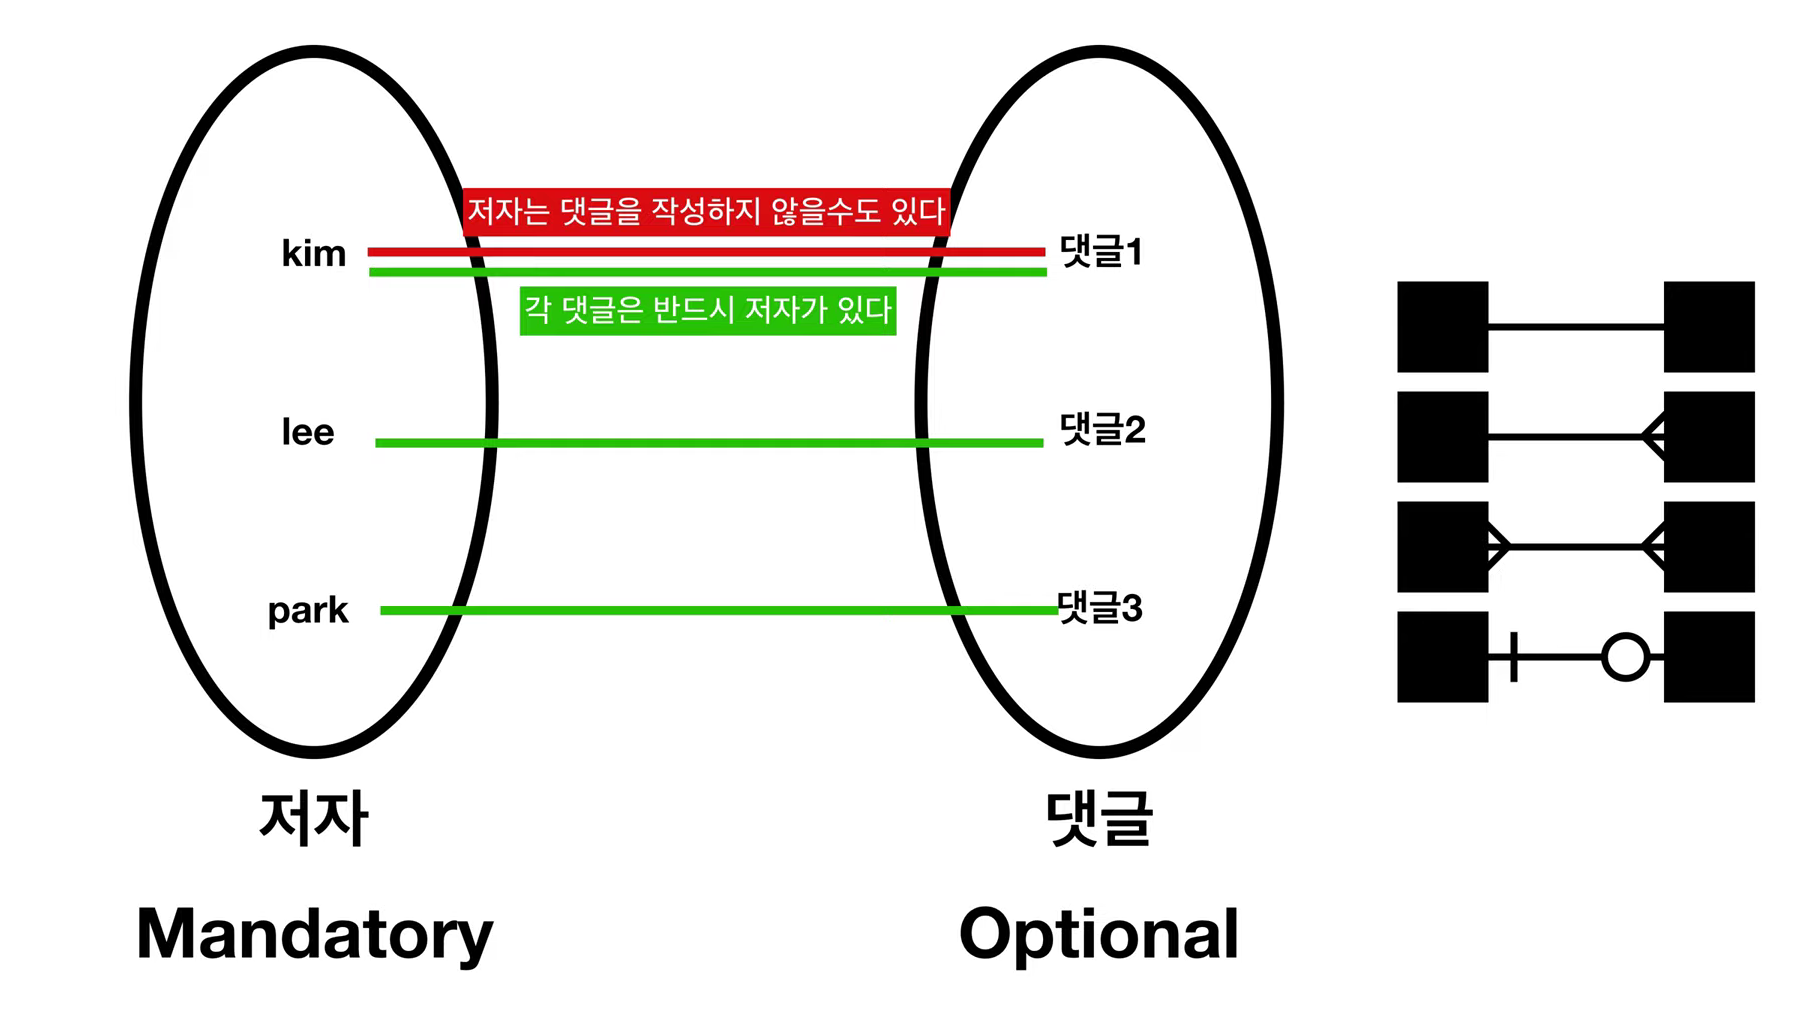 저자는 댓글을 작성하지 않을수도 있다
kim
댓글1
각 댓글은 반드시 저자가 있다
lee
댓글2
park
댓글3
저자
댓글
Mandatory
Optional